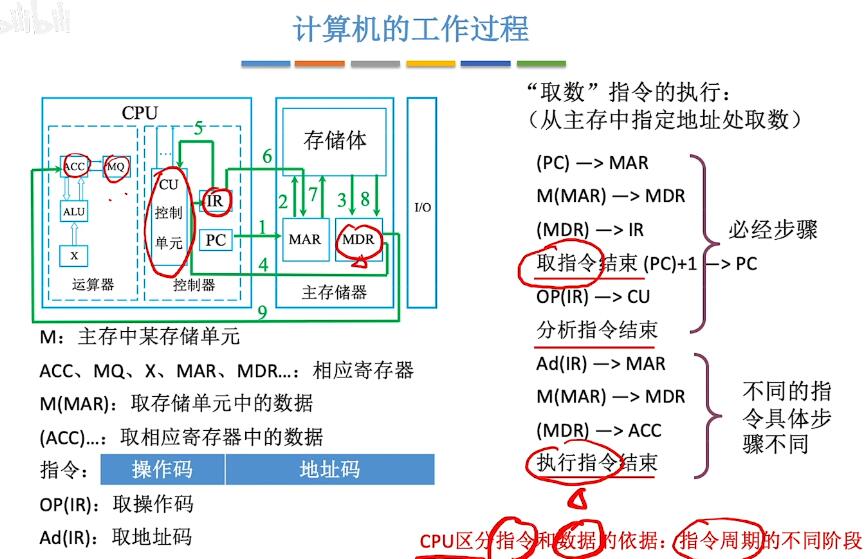 计算机的工作过程
CPU
ACC
MQ
ALU
X
运算器
CU
控制
单元
IR
PC
控制器
5
6
1
4
9
存储体
2
7
3
8
MAR
MDR
主存储器
I/O
M：主存中某存储单元
ACC、MQ、X、MAR、MDR...：相应寄存器
M(MAR)：取存储单元中的数据
(ACC)...：取相应寄存器中的数据
指令： 操作码 地址码
OP(IR)：取操作码
Ad(IR)：取地址码
“取数”指令的执行：
（从主存中指定地址处取数）
(PC) —> MAR
M(MAR) —> MDR
(MDR) —> IR
取指令结束 (PC)+1 —> PC
OP(IR) —> CU
分析指令结束
必经步骤
Ad(IR) —> MAR
M(MAR) —> MDR
(MDR) —> ACC
执行指令结束
不同的指
令具体步
骤不同
CPU区分指令和数据的依据：指令周期的不同阶段